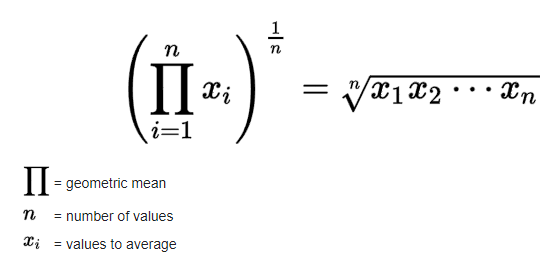 (∏_{i=1}^{n} x_i)^{1/n} = ⁿ√x₁x₂ ··· xₙ
∏ = geometric mean
n = number of values
x_i = values to average